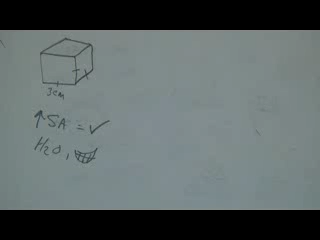 3cm
↑SA = ✓
H₂O,